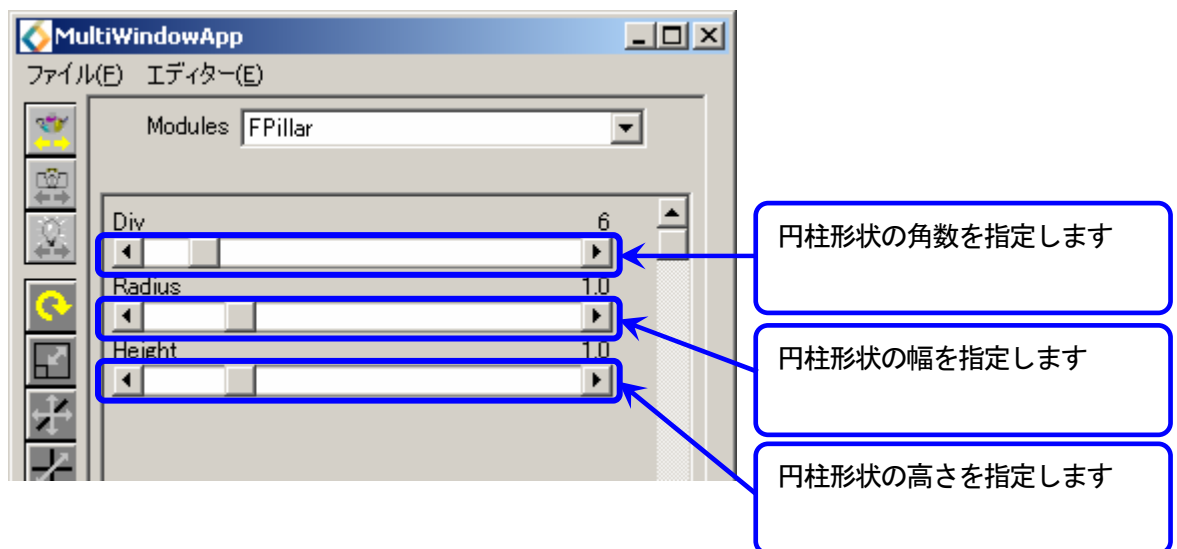 MultiWindowApp
ファイル(F) エディター(E)
Modules FPillar
Div 6
円柱形状の角数を指定します
Radius 1.0
円柱形状の幅を指定します
Height 1.0
円柱形状の高さを指定します